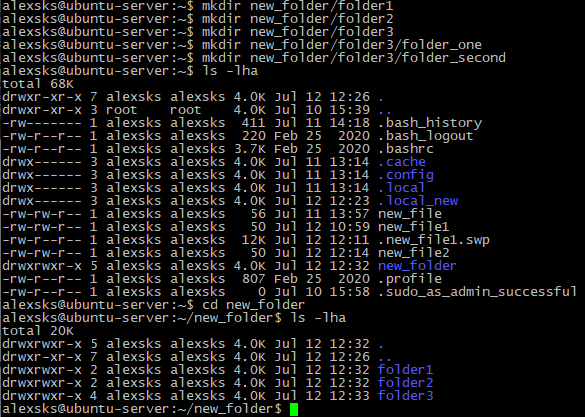 alexsks@ubuntu-server:~$ mkdir new_folder/folder1
alexsks@ubuntu-server:~$ mkdir new_folder/folder2
alexsks@ubuntu-server:~$ mkdir new_folder/folder3
alexsks@ubuntu-server:~$ mkdir new_folder/folder3/folder_one
alexsks@ubuntu-server:~$ mkdir new_folder/folder3/folder_second
alexsks@ubuntu-server:~$ ls -lha
total 68K
drwxr-xr-x 7 alexsks alexsks 4.0K Jul 12 12:26 .
drwxr-xr-x 3 root    root    4.0K Jul 10 15:39 ..
-rw------- 1 alexsks alexsks  411 Jul 11 14:18 .bash_history
-rw-r--r-- 1 alexsks alexsks  220 Feb 25  2020 .bash_logout
-rw-r--r-- 1 alexsks alexsks 3.7K Feb 25  2020 .bashrc
drwx------ 3 alexsks alexsks 4.0K Jul 11 13:14 .cache
drwx------ 3 alexsks alexsks 4.0K Jul 11 13:14 .config
drwx------ 3 alexsks alexsks 4.0K Jul 11 13:14 .local
drwx------ 3 alexsks alexsks 4.0K Jul 12 12:23 .local_new
-rw-rw-r-- 1 alexsks alexsks   56 Jul 11 13:57 new_file
-rw-rw-r-- 1 alexsks alexsks   50 Jul 12 10:59 new_file1
-rw-r--r-- 1 alexsks alexsks  12K Jul 12 12:11 .new_file1.swp
-rw-rw-r-- 1 alexsks alexsks   50 Jul 12 12:14 new_file2
drwxrwxr-x 5 alexsks alexsks 4.0K Jul 12 12:32 new_folder
-rw-r--r-- 1 alexsks alexsks  807 Feb 25  2020 .profile
-rw-r--r-- 1 alexsks alexsks    0 Jul 10 15:58 .sudo_as_admin_successful
alexsks@ubuntu-server:~$ cd new_folder
alexsks@ubuntu-server:~/new_folder$ ls -lha
total 20K
drwxrwxr-x 5 alexsks alexsks 4.0K Jul 12 12:32 .
drwxr-xr-x 7 alexsks alexsks 4.0K Jul 12 12:26 ..
drwxrwxr-x 2 alexsks alexsks 4.0K Jul 12 12:32 folder1
drwxrwxr-x 2 alexsks alexsks 4.0K Jul 12 12:32 folder2
drwxrwxr-x 4 alexsks alexsks 4.0K Jul 12 12:33 folder3
alexsks@ubuntu-server:~/new_folder$